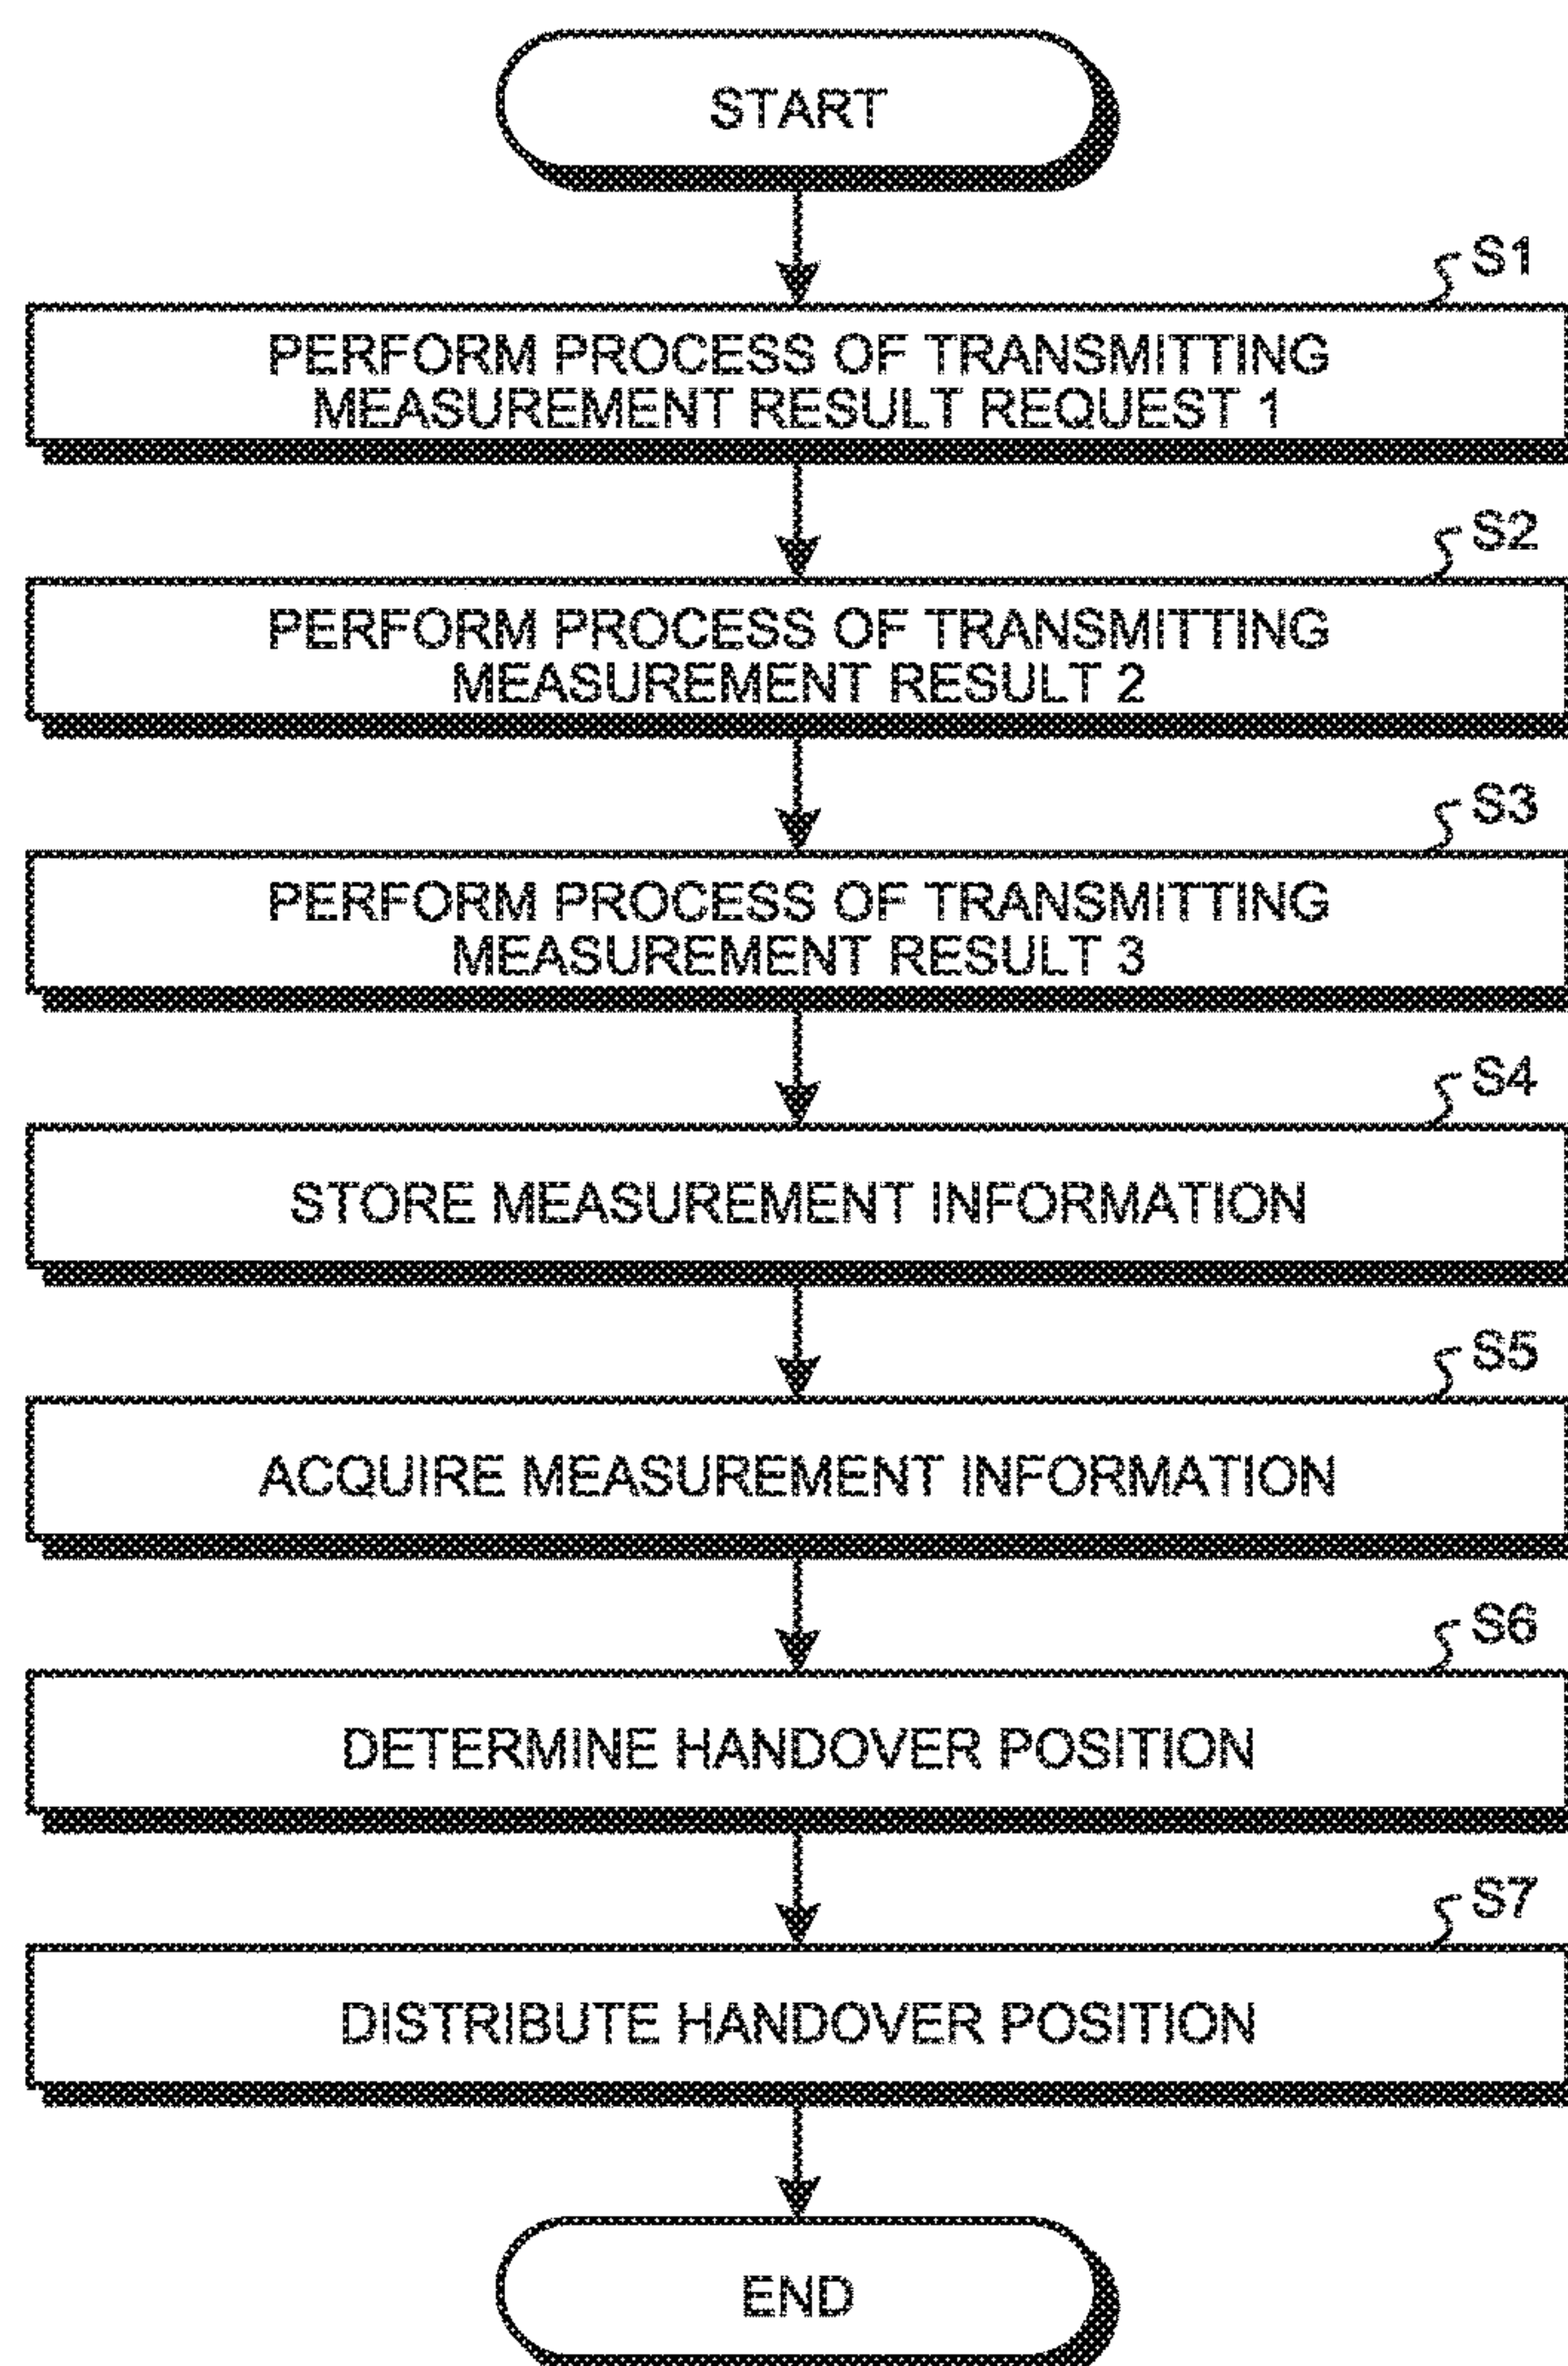 START
S1
PERFORM PROCESS OF TRANSMITTING
MEASUREMENT RESULT REQUEST 1
S2
PERFORM PROCESS OF TRANSMITTING
MEASUREMENT RESULT 2
S3
PERFORM PROCESS OF TRANSMITTING
MEASUREMENT RESULT 3
S4
STORE MEASUREMENT INFORMATION
S5
ACQUIRE MEASUREMENT INFORMATION
S6
DETERMINE HANDOVER POSITION
S7
DISTRIBUTE HANDOVER POSITION
END